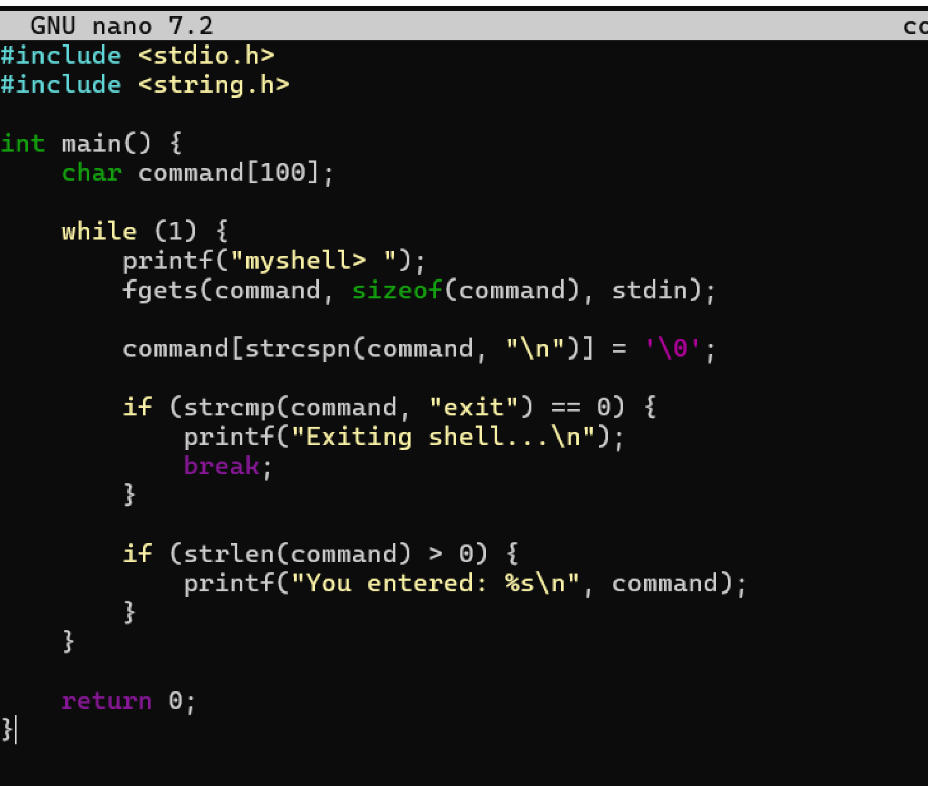 GNU nano 7.2 co
#include <stdio.h>
#include <string.h>
int main() {
    char command[100];
    while (1) {
        printf("myshell> ");
        fgets(command, sizeof(command), stdin);
        command[strcspn(command, "\n")] = '\0';
        if (strcmp(command, "exit") == 0) {
            printf("Exiting shell...\n");
            break;
        }
        if (strlen(command) > 0) {
            printf("You entered: %s\n", command);
        }
    }
    return 0;
}